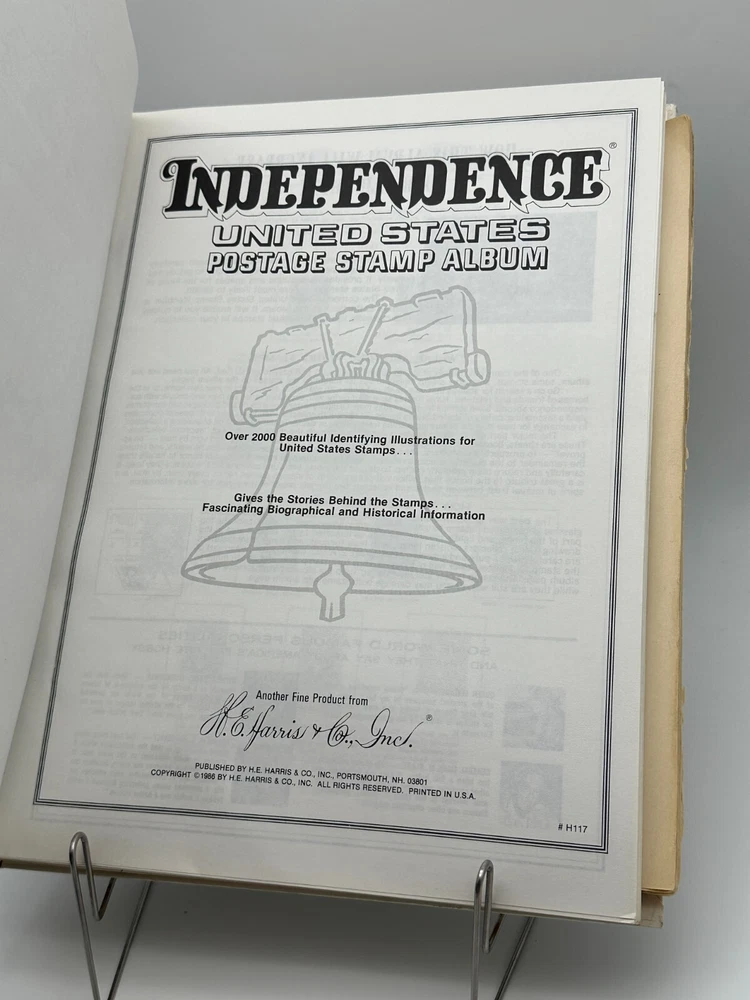 INDEPENDENCE®
UNITED STATES
POSTAGE STAMP ALBUM
Over 2000 Beautiful Identifying Illustrations for
United States Stamps...
Gives the Stories Behind the Stamps...
Fascinating Biographical and Historical Information
Another Fine Product from
H.E. Harris & Co., Inc.®
PUBLISHED BY H.E. HARRIS & CO., INC., PORTSMOUTH, NH. 03801
COPYRIGHT ©1986 BY H.E. HARRIS & CO., INC. ALL RIGHTS RESERVED. PRINTED IN U.S.A.
# H117